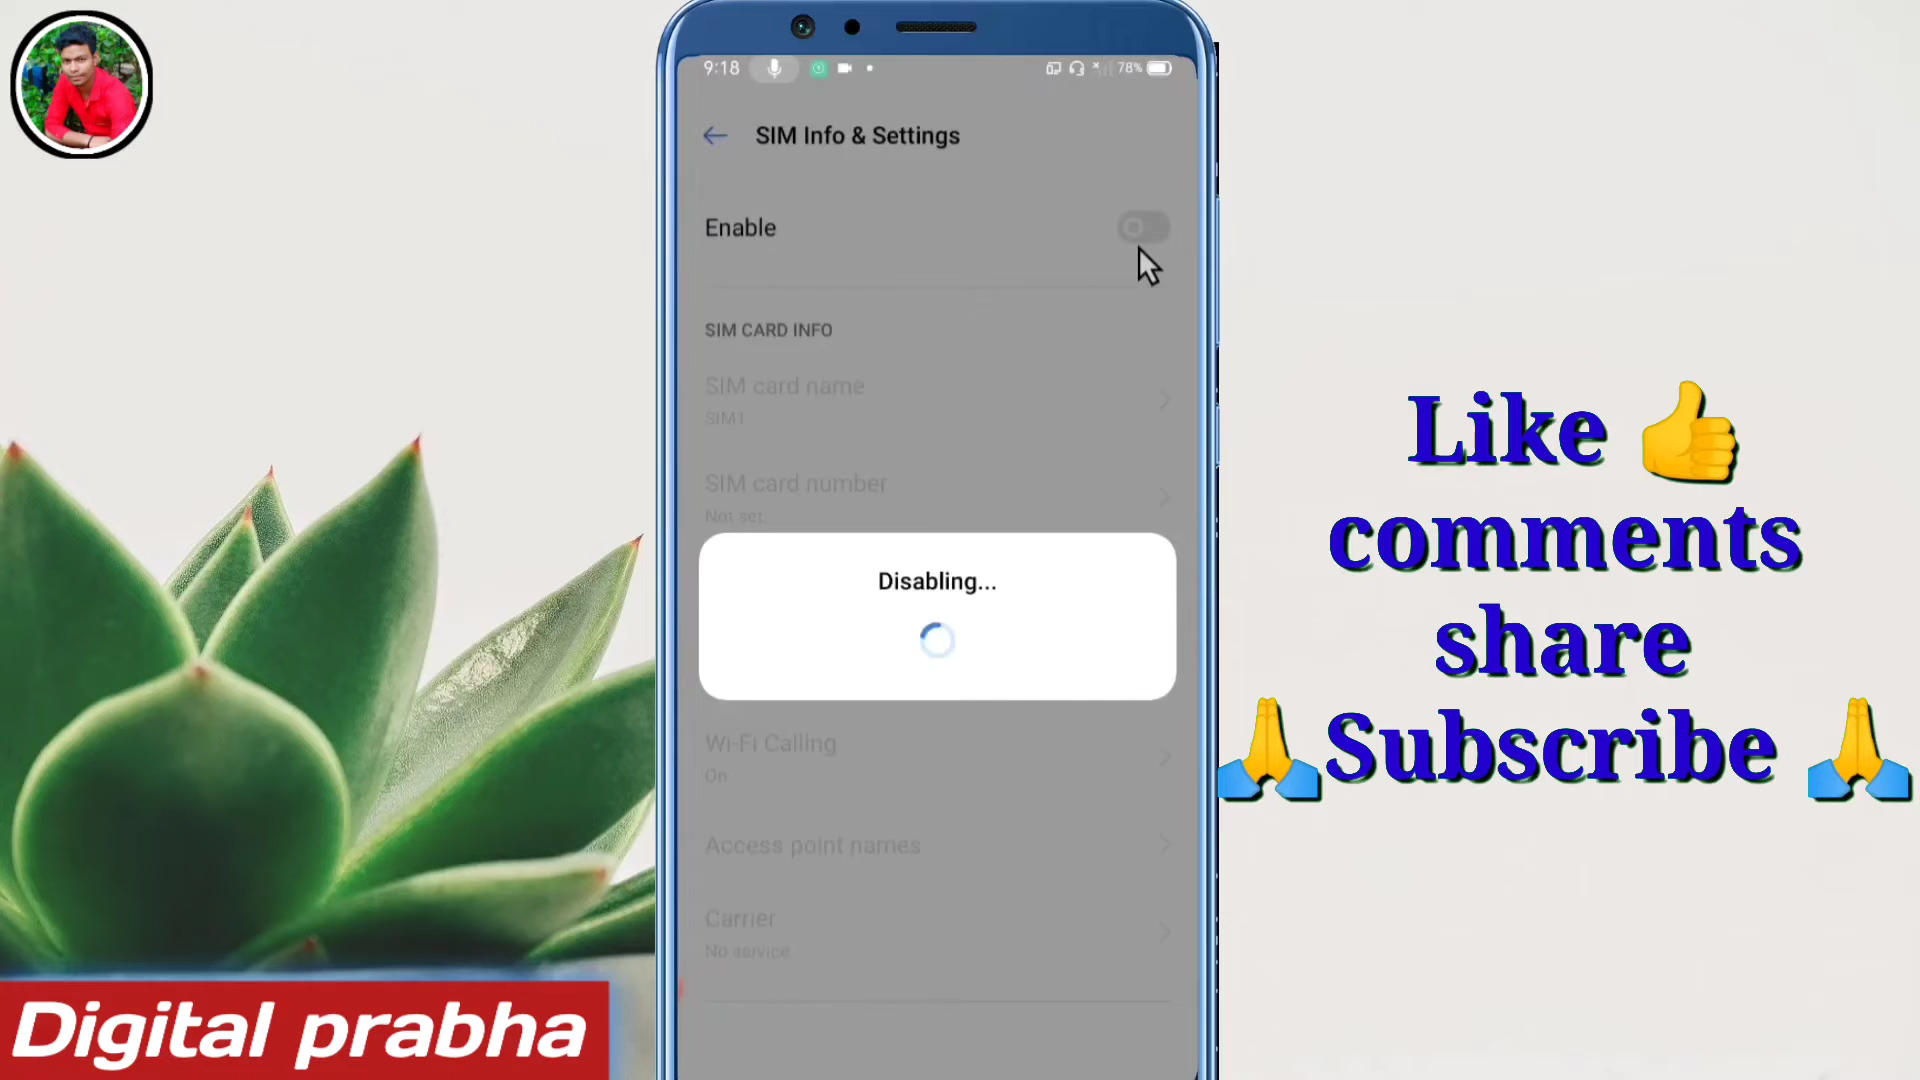 9:18
78%
SIM Info & Settings
Enable
SIM CARD INFO
SIM card name
SIM1
SIM card number
Not set.
Disabling...
Wi-Fi Calling
On
Access point names
Carrier
No service
Like 👍
comments
share
🙏Subscribe 🙏
Digital prabha